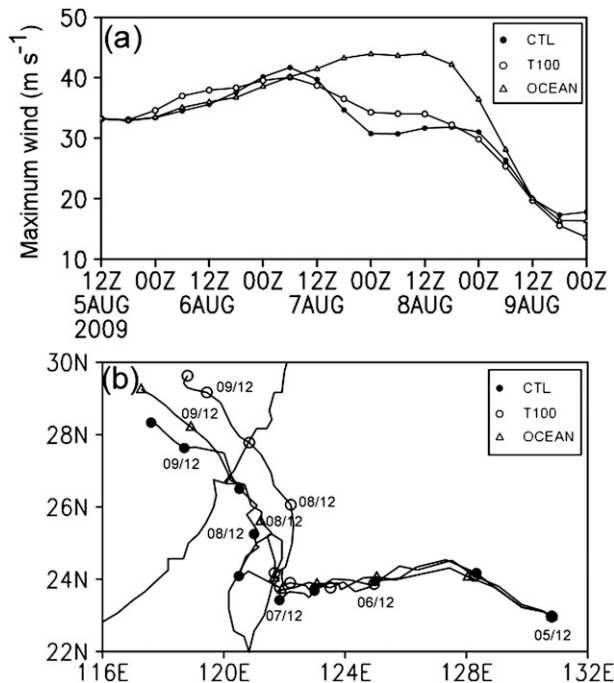 (a)
Maximum wind (m s⁻¹)
50
40
30
20
10
CTL
T100
OCEAN
12Z 00Z 12Z 00Z 12Z 00Z 12Z 00Z 12Z 00Z
5AUG 6AUG 7AUG 8AUG 9AUG
2009
(b)
30N
28N
26N
24N
22N
CTL
T100
OCEAN
09/12
09/12
09/12
08/12
08/12
08/12
07/12
06/12
05/12
116E 120E 124E 128E 132E